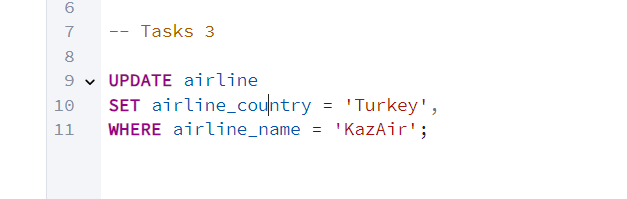 6
7 -- Tasks 3
8
9 UPDATE airline
10 SET airline_country = 'Turkey',
11 WHERE airline_name = 'KazAir';